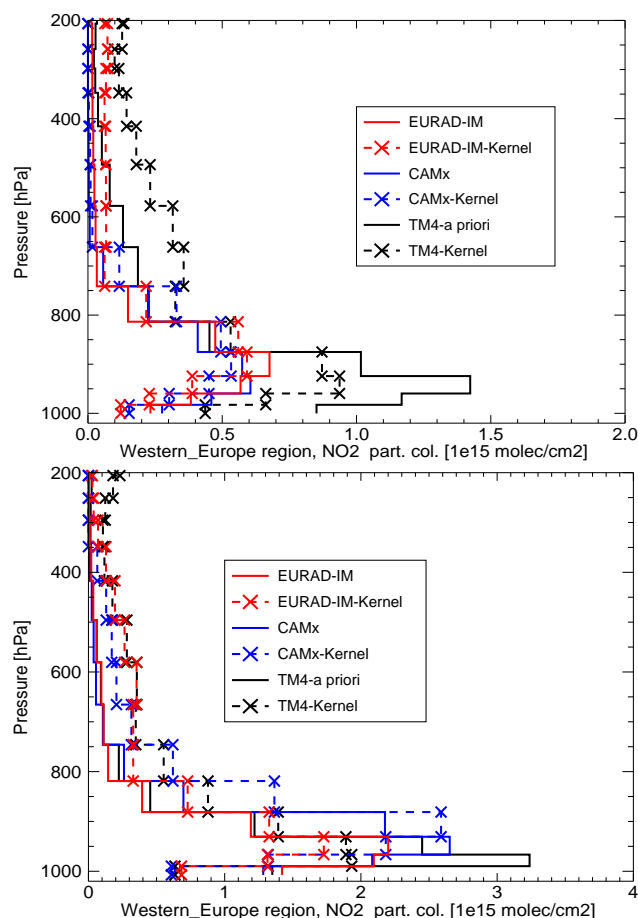 200
400
600
800
1000
Pressure [hPa]
EURAD-IM
EURAD-IM-Kernel
CAMx
CAMx-Kernel
TM4-a priori
TM4-Kernel
0.0
0.5
1.0
1.5
2.0
Western_Europe region, NO2 part. col. [1e15 molec/cm2]
200
400
600
800
1000
Pressure [hPa]
EURAD-IM
EURAD-IM-Kernel
CAMx
CAMx-Kernel
TM4-a priori
TM4-Kernel
0
1
2
3
4
Western_Europe region, NO2 part. col. [1e15 molec/cm2]